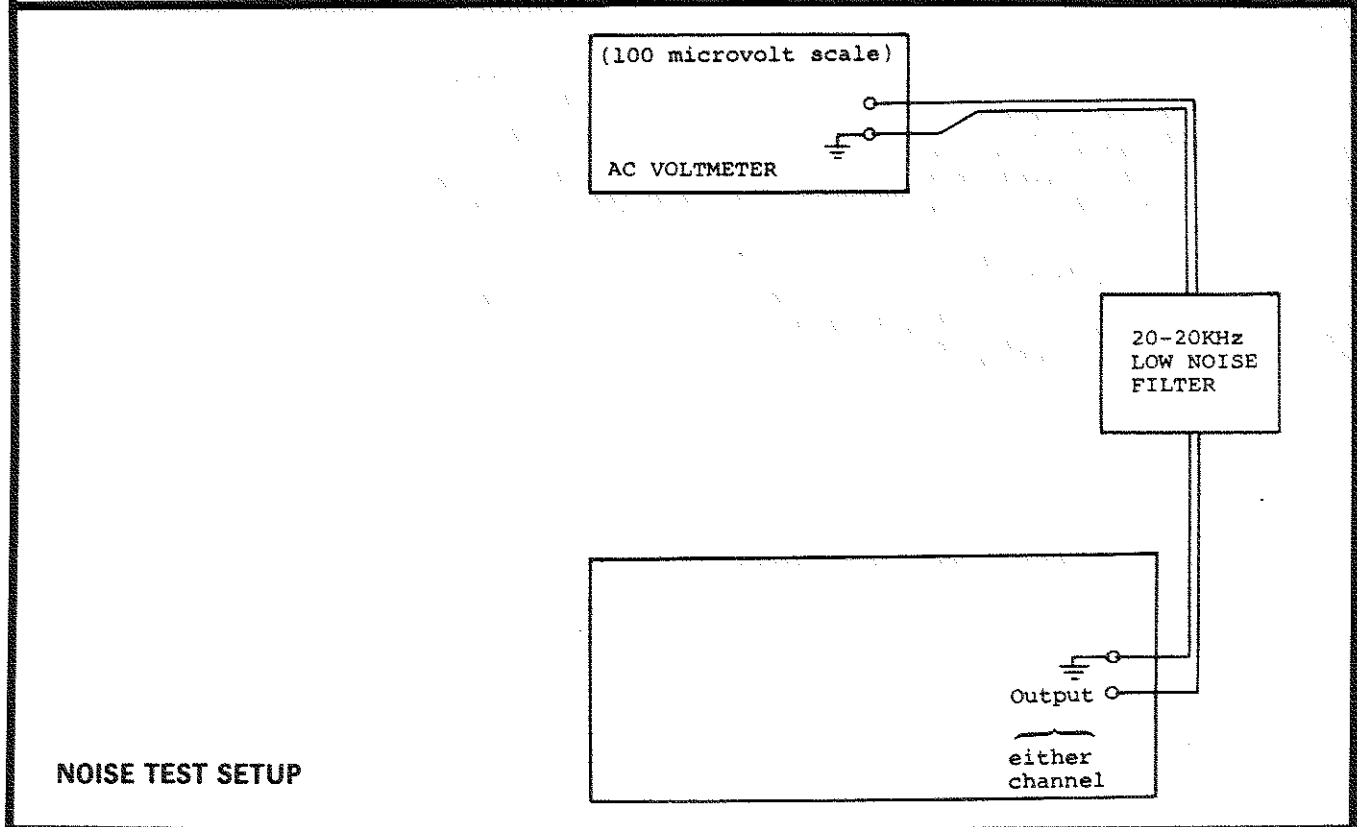 (100 microvolt scale)
AC VOLTMETER
20-20KHz
LOW NOISE
FILTER
Output
either
channel
NOISE TEST SETUP